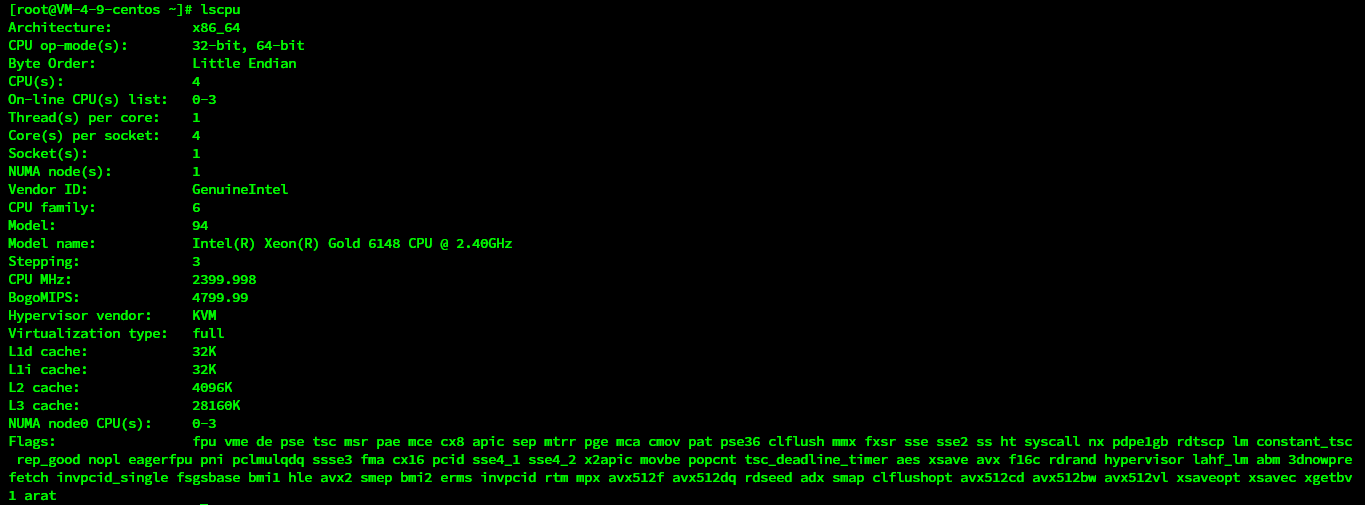 [root@VM-4-9-centos ~]# lscpu
Architecture:          x86_64
CPU op-mode(s):        32-bit, 64-bit
Byte Order:            Little Endian
CPU(s):                4
On-line CPU(s) list:   0-3
Thread(s) per core:    1
Core(s) per socket:    4
Socket(s):             1
NUMA node(s):          1
Vendor ID:             GenuineIntel
CPU family:            6
Model:                 94
Model name:            Intel(R) Xeon(R) Gold 6148 CPU @ 2.40GHz
Stepping:              3
CPU MHz:               2399.998
BogoMIPS:              4799.99
Hypervisor vendor:     KVM
Virtualization type:   full
L1d cache:             32K
L1i cache:             32K
L2 cache:              4096K
L3 cache:              28160K
NUMA node0 CPU(s):     0-3
Flags:                 fpu vme de pse tsc msr pae mce cx8 apic sep mtrr pge mca cmov pat pse36 clflush mmx fxsr sse sse2 ss ht syscall nx pdpe1gb rdtscp lm constant_tsc
 rep_good nopl eagerfpu pni pclmulqdq ssse3 fma cx16 pcid sse4_1 sse4_2 x2apic movbe popcnt tsc_deadline_timer aes xsave avx f16c rdrand hypervisor lahf_lm abm 3dnowpre
fetch invpcid_single fsgsbase bmi1 hle avx2 smep bmi2 erms invpcid rtm mpx avx512f avx512dq rdseed adx smap clflushopt avx512cd avx512bw avx512vl xsaveopt xsavec xgetbv
1 arat